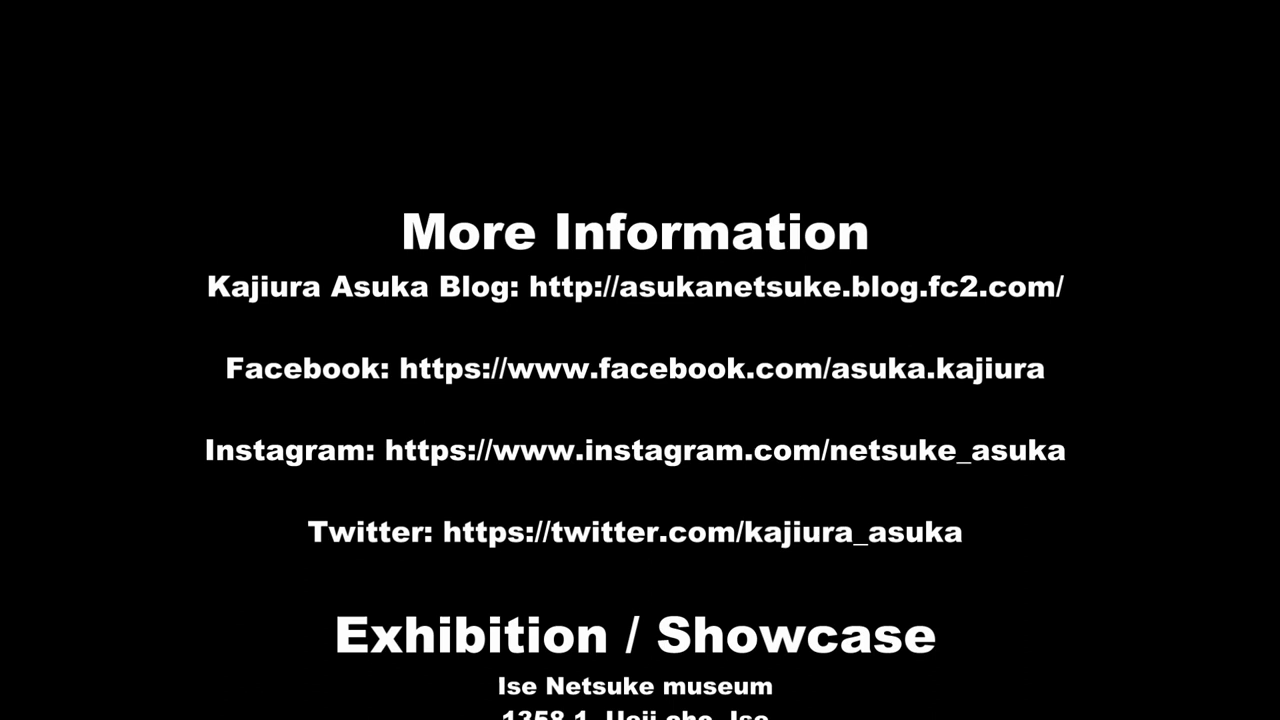 More Information
Kajiura Asuka Blog: http://asukanetsuke.blog.fc2.com/
Facebook: https://www.facebook.com/asuka.kajiura
Instagram: https://www.instagram.com/netsuke_asuka
Twitter: https://twitter.com/kajiura_asuka
Exhibition / Showcase
Ise Netsuke museum